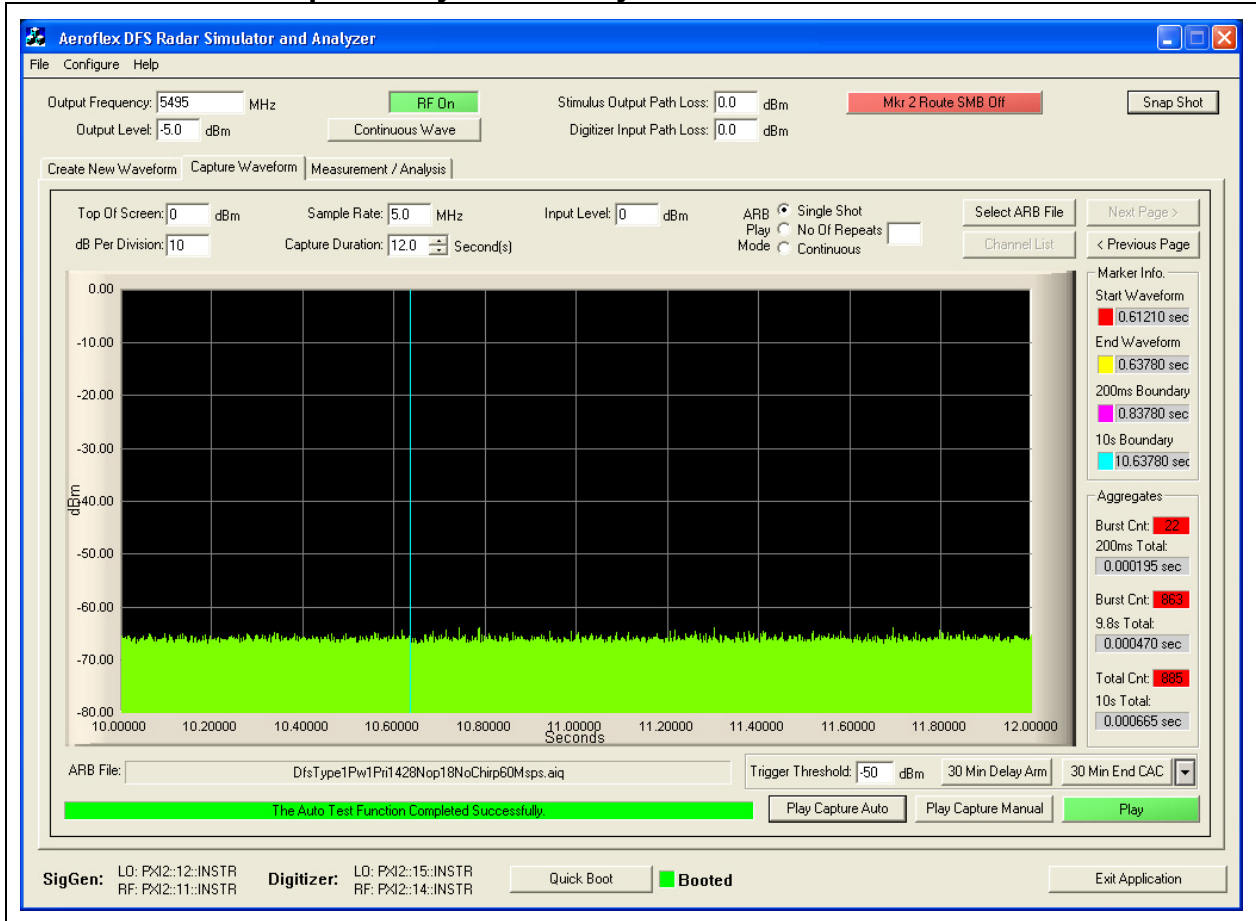 Aeroflex DFS Radar Simulator and Analyzer
File Configure Help
Output Frequency: 5495 MHz
RF On
Stimulus Output Path Loss: 0.0 dBm
Mkr 2 Route SMB Off
Snap Shot
Output Level: -5.0 dBm
Continuous Wave
Digitizer Input Path Loss: 0.0 dBm
Create New Waveform Capture Waveform Measurement / Analysis
Top Of Screen: 0 dBm
Sample Rate: 5.0 MHz
Input Level: 0 dBm
ARB Play Mode
Single Shot
No Of Repeats
Continuous
Select ARB File
Next Page >
dB Per Division: 10
Capture Duration: 12.0 Second(s)
Channel List
< Previous Page
0.00
-10.00
-20.00
-30.00
-40.00
-50.00
-60.00
-70.00
-80.00
dBm
10.00000 10.20000 10.40000 10.60000 10.80000 11.00000 11.20000 11.40000 11.60000 11.80000 12.00000
Seconds
Marker Info.
Start Waveform
0.61210 sec
End Waveform
0.63780 sec
200ms Boundary
0.83780 sec
10s Boundary
10.63780 sec
Aggregates
Burst Cnt: 22
200ms Total:
0.000195 sec
Burst Cnt: 863
9.8s Total:
0.000470 sec
Total Cnt: 885
10s Total:
0.000665 sec
ARB File: DfsType1Pw1Pri1428Nop18NoChirp60Msps.aiq
Trigger Threshold: -50 dBm
30 Min Delay Arm
30 Min End CAC
The Auto Test Function Completed Successfully.
Play Capture Auto
Play Capture Manual
Play
SigGen: LO: PXI2::12::INSTR
RF: PXI2::11::INSTR
Digitizer: LO: PXI2::15::INSTR
RF: PXI2::14::INSTR
Quick Boot
Booted
Exit Application